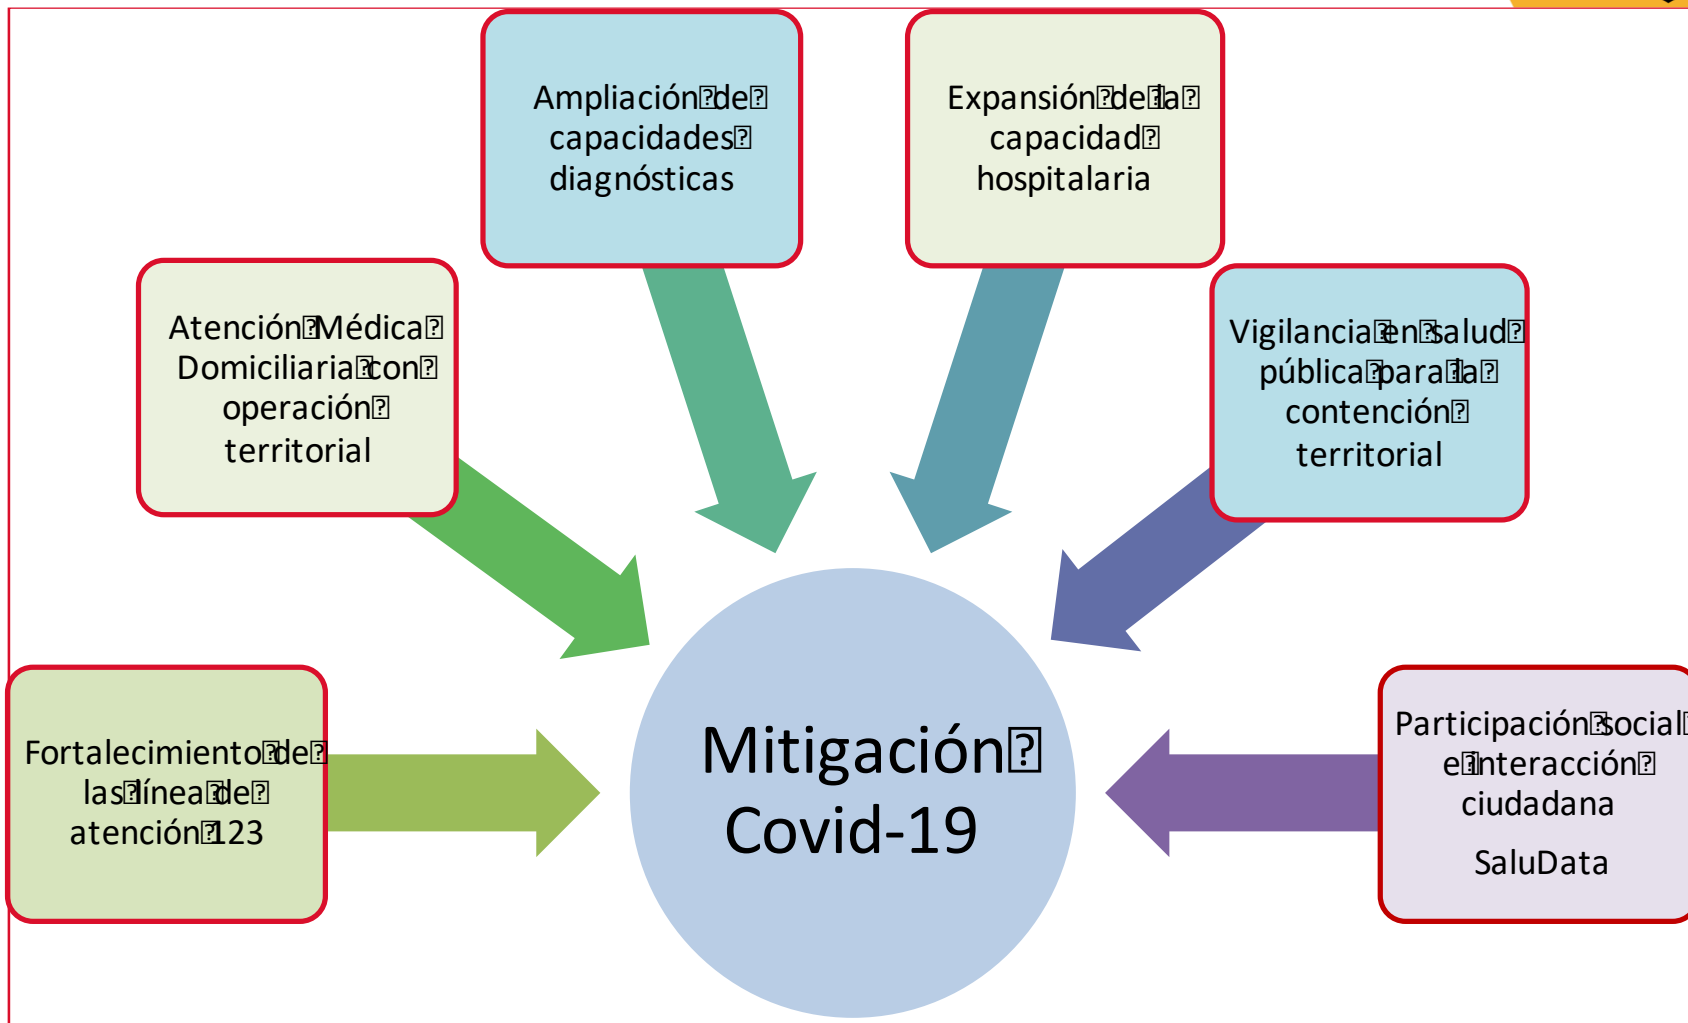 Ampliación de
capacidades
diagnósticas
Expansión de la
capacidad
hospitalaria
Atención Médica
Domiciliaria con
operación
territorial
Vigilancia en salud
pública para la
contención
territorial
Fortalecimiento de
las línea de
atención 123
Mitigación
Covid-19
Participación social
e interacción
ciudadana
SaluData